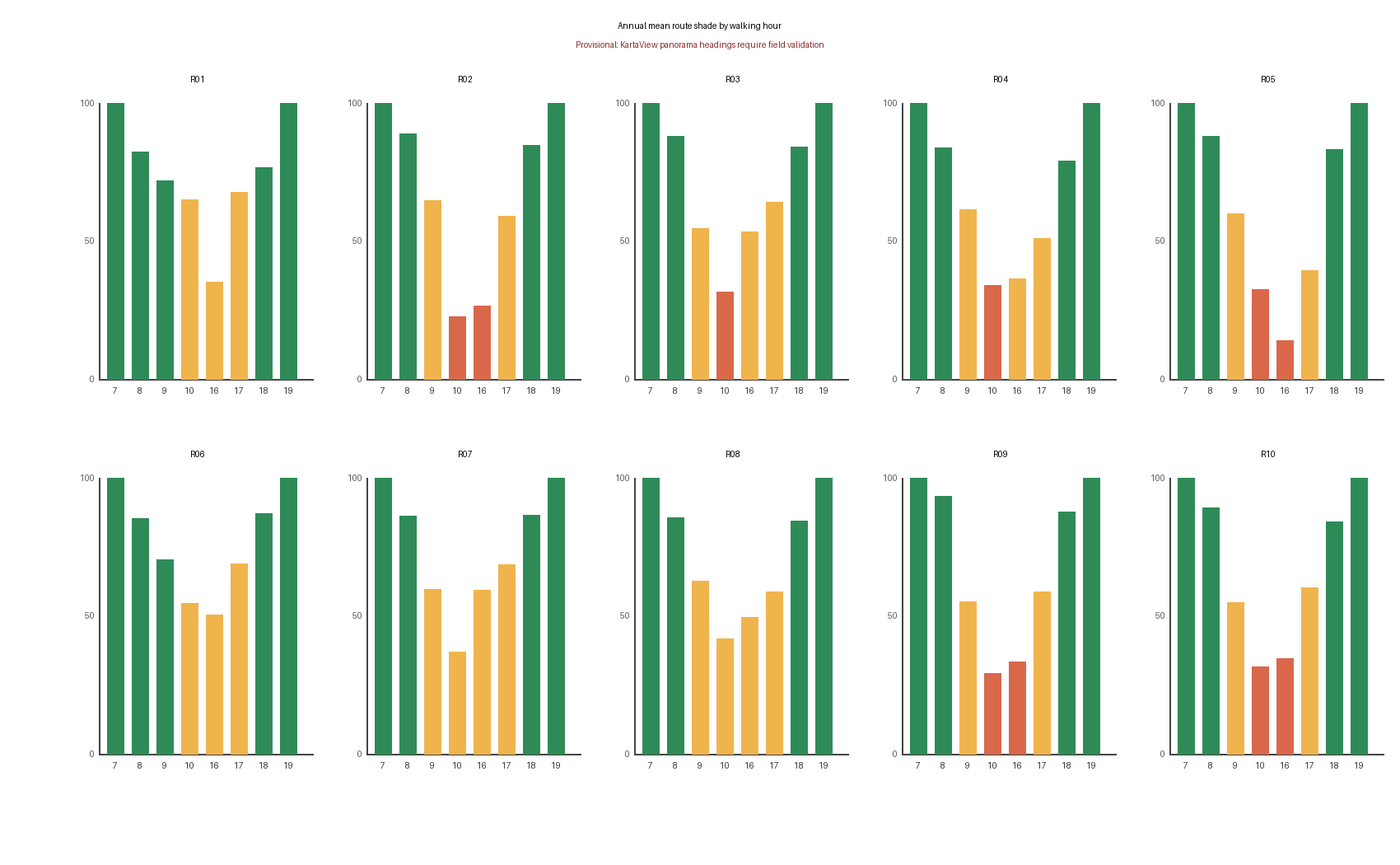 Annual mean route shade by walking hour
Provisional: KartaView panorama headings require field validation
R01 R02 R03 R04 R05
100 100 100 100 100
50 50 50 50 50
0 0 0 0 0
7 8 9 10 16 17 18 19 7 8 9 10 16 17 18 19 7 8 9 10 16 17 18 19 7 8 9 10 16 17 18 19 7 8 9 10 16 17 18 19
R06 R07 R08 R09 R10
100 100 100 100 100
50 50 50 50 50
0 0 0 0 0
7 8 9 10 16 17 18 19 7 8 9 10 16 17 18 19 7 8 9 10 16 17 18 19 7 8 9 10 16 17 18 19 7 8 9 10 16 17 18 19